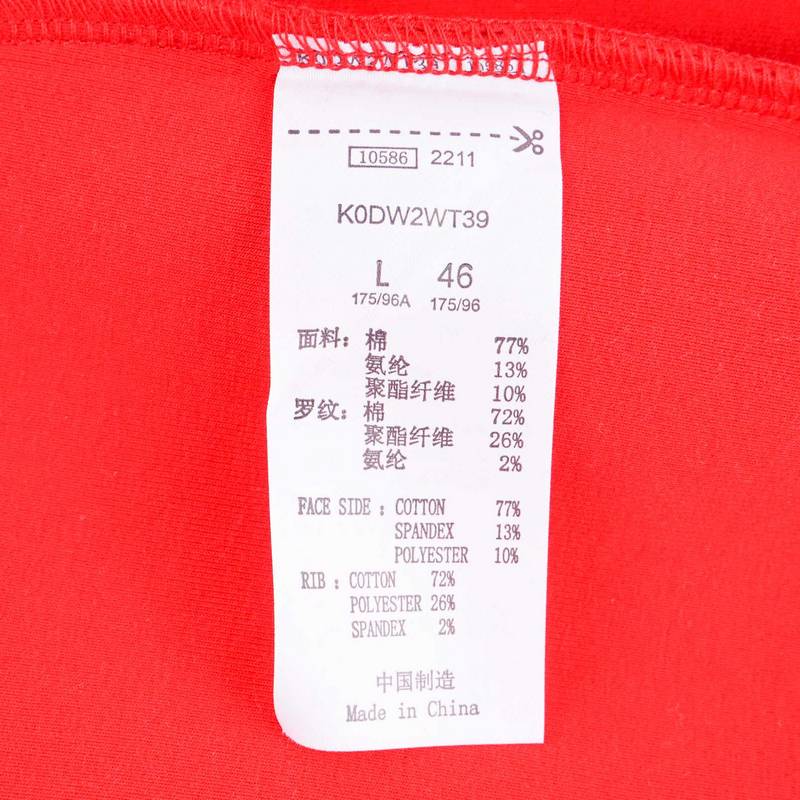 10586 2211
K0DW2WT39
L 46
175/96A 175/96
面料: 棉 77%
氨纶 13%
聚酯纤维 10%
罗纹: 棉 72%
聚酯纤维 26%
氨纶 2%
FACE SIDE : COTTON 77%
SPANDEX 13%
POLYESTER 10%
RIB : COTTON 72%
POLYESTER 26%
SPANDEX 2%
中国制造
Made in China